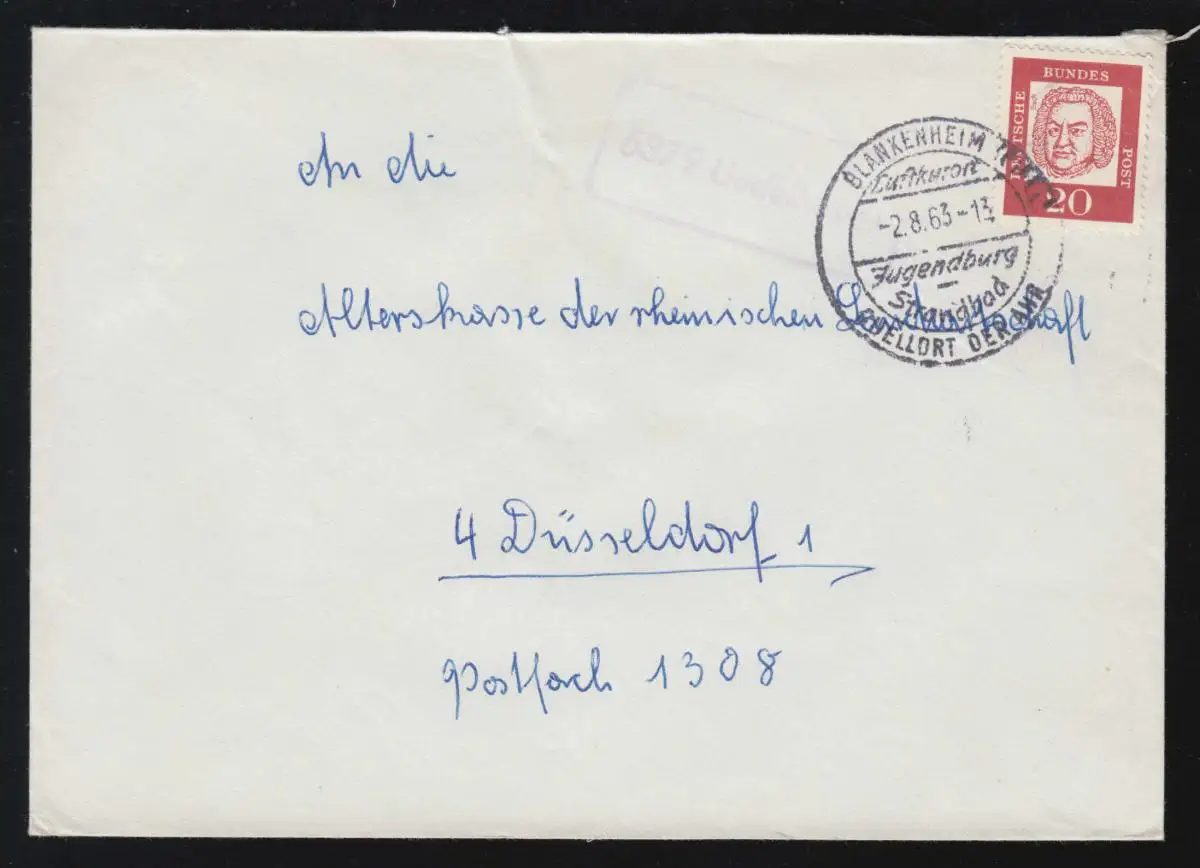 DEUTSCHE BUNDES POST
20
BLANKENHEIM
Luftkurort
-2.8.63-13
Jugendburg
Strandbad
QUELLORT DER AHR
An die
Alterskasse der rheinischen Landwirtschaft
4 Düsseldorf 1
Postfach 1308